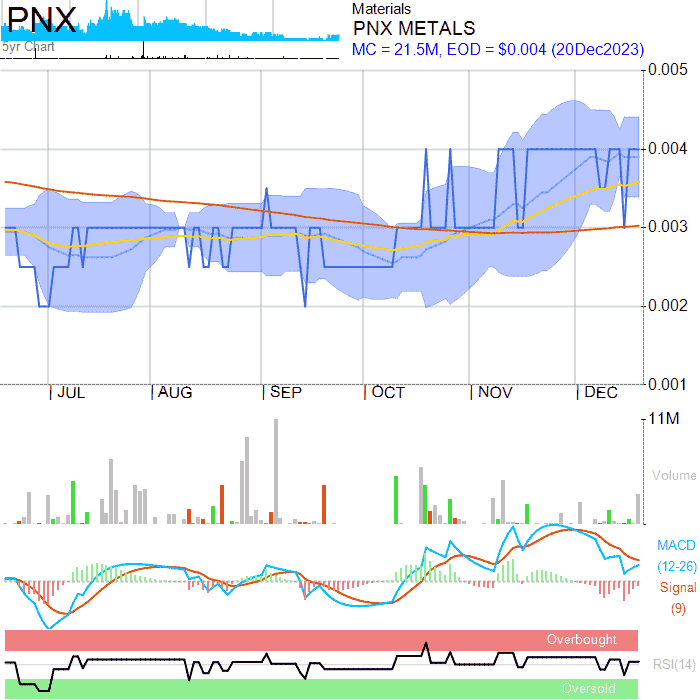 PNX
5yr Chart
Materials
PNX METALS
MC = 21.5M, EOD = $0.004 (20Dec2023)
0.005
0.004
0.003
0.002
0.001
JUL
AUG
SEP
OCT
NOV
DEC
11M
Volume
MACD
(12-26)
Signal
(9)
Overbought
RSI(14)
Oversold